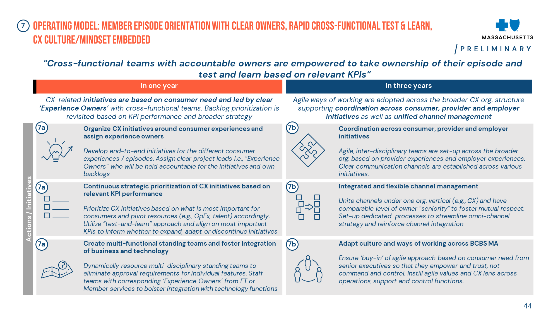 7 OPERATING MODEL: MEMBER EPISODE ORIENTATION WITH CLEAR OWNERS, RAPID CROSS-FUNCTIONAL TEST & LEARN,
CX CULTURE/MINDSET EMBEDDED
MASSACHUSETTS
PRELIMINARY
"Cross-functional teams with accountable owners are empowered to take ownership of their episode and
test and learn based on relevant KPIs"
In one year
CX-related initiatives are based on consumer need and led by clear
'Experience Owners' with cross-functional teams. Backlog prioritization is
revisited based on KPI performance and broader strategy
In three years
Agile ways of working are adopted across the broader CX org. structure
supporting coordination across consumer, provider and employer
initiatives as well as unified channel management
Actions / Initiatives
7a
Organize CX initiatives around consumer experiences and
assign experience owners
Develop end-to-end initiatives for the different consumer
experiences / episodes. Assign clear project leads i.e., "Experience
Owners" who will be held accountable for the initiatives and own
backlogs
7b
Coordination across consumer, provider and employer
initiatives
Agile, inter-disciplinary teams are set-up across the broader
org. based on provider experiences and employer experiences.
Clear communication channels are established across various
initiatives.
7a
Continuous strategic prioritization of CX initiatives based on
relevant KPI performance
Prioritize CX initiatives based on what is most important for
consumers and pivot resources (e.g., OpEx, talent) accordingly.
Utilize "test-and-learn" approach and align on most important
KPIs to inform whether to expand, adapt or discontinue initiatives
7b
Integrated and flexible channel management
Unite channels under one org. vertical (e.g., CX) and have
comparable level of owner "seniority" to foster mutual respect.
Set-up dedicated processes to streamline omni-channel
strategy and reinforce channel integration
7a
Create multi-functional standing teams and foster integration
of business and technology
Dynamically resource multi-disciplinary standing teams to
eliminate approval requirements for individual features. Staff
teams with corresponding 'Experience Owners' from ET or
Member services to bolster integration with technology functions
7b
Adapt culture and ways of working across BCBS MA
Ensure 'buy-in' of agile approach based on consumer need from
senior executives so that they empower and trust, not
command and control. Instill agile values and CX lens across
operations, support and control functions
44